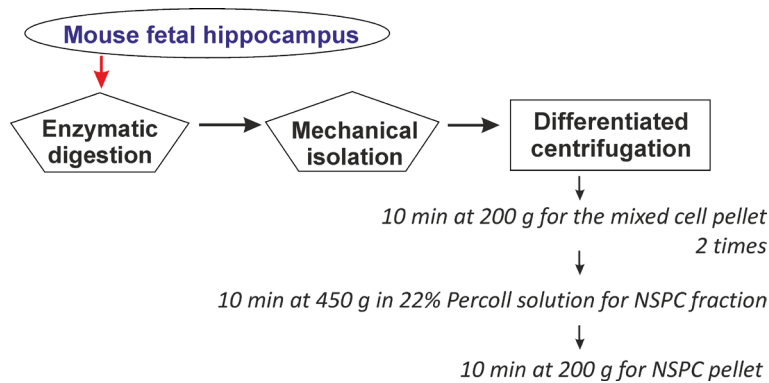 Mouse fetal hippocampus
Enzymatic
digestion
Mechanical
isolation
Differentiated
centrifugation
10 min at 200 g for the mixed cell pellet
2 times
10 min at 450 g in 22% Percoll solution for NSPC fraction
10 min at 200 g for NSPC pellet